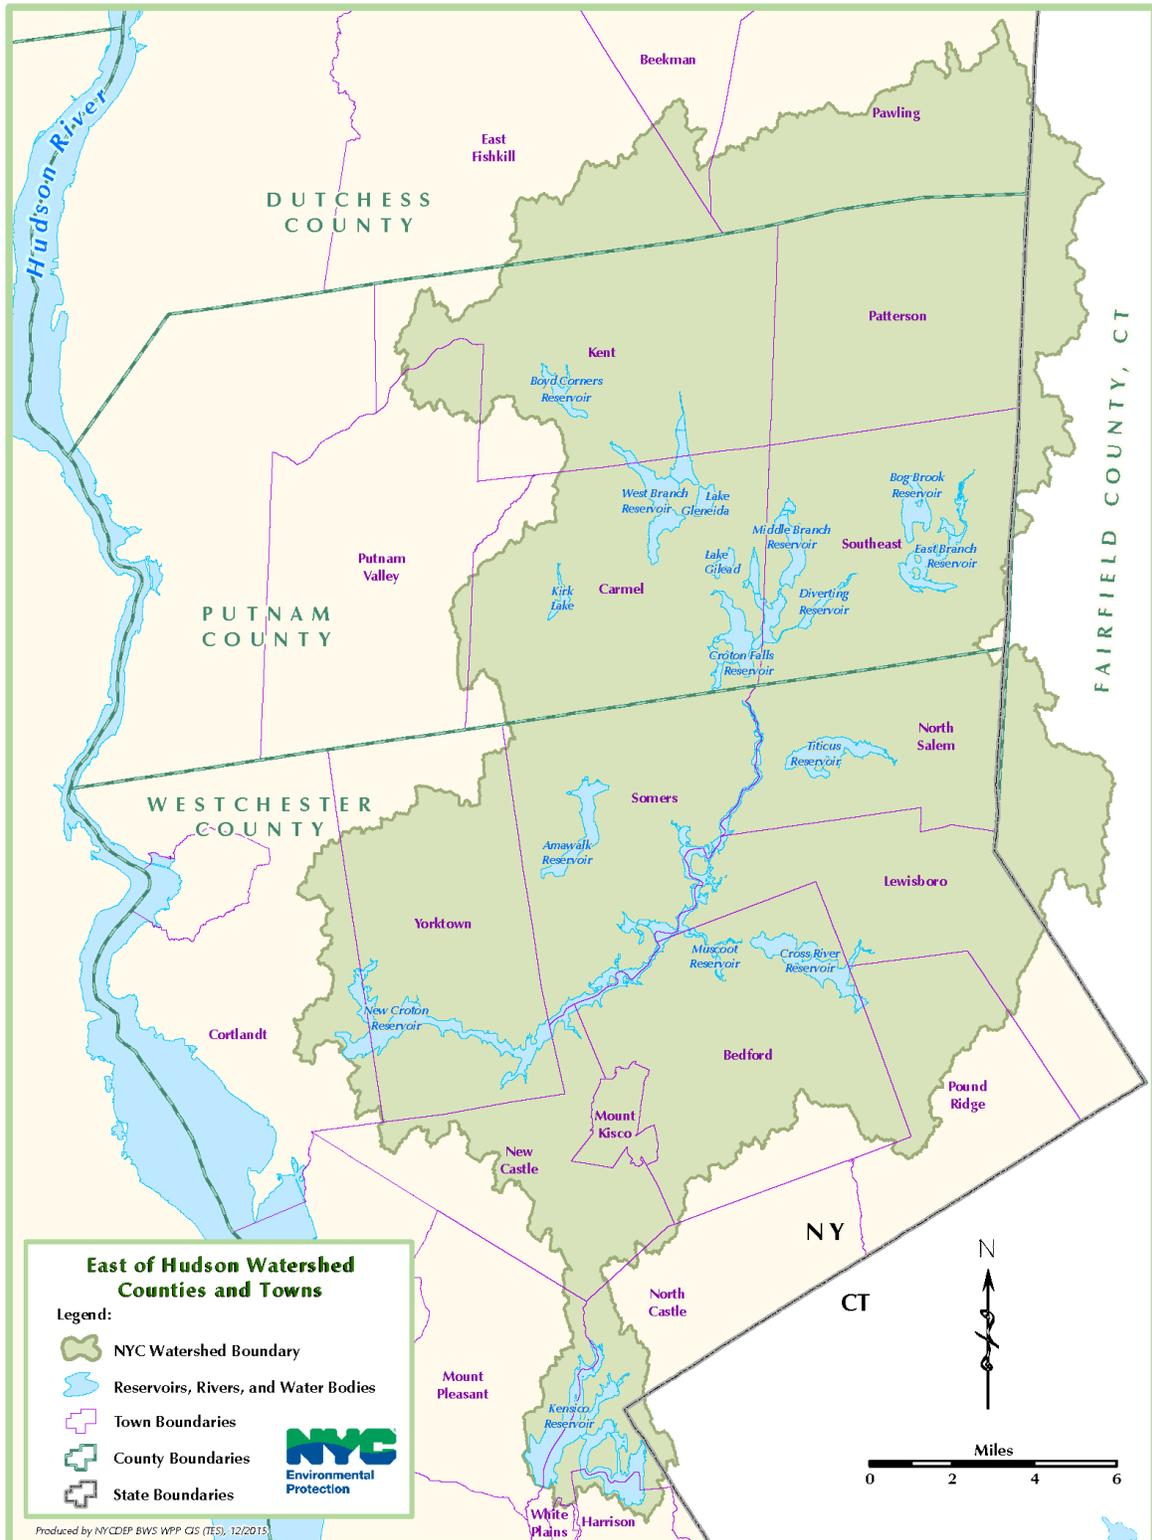 Beekman
Pawling
East
Fishkill
Hudson River
DUTCHESS
COUNTY
Patterson
Kent
Boyd Corners
Reservoir
FAIRFIELD COUNTY, CT
West Branch
Reservoir
Lake
Gleneida
Bog Brook
Reservoir
Middle Branch
Reservoir
Southeast
East Branch
Reservoir
Putnam
Valley
Lake
Gilead
Kirk
Lake
Carmel
Diverting
Reservoir
PUTNAM
COUNTY
Croton Falls
Reservoir
North
Salem
Titicus
Reservoir
WESTCHESTER
COUNTY
Somers
Amawalk
Reservoir
Lewisboro
Yorktown
Muscoot
Reservoir
Cross River
Reservoir
New Croton
Reservoir
Cortlandt
Bedford
Pound
Ridge
Mount
Kisco
New
Castle
NY
CT
N
North
Castle
Mount
Pleasant
Kensico
Reservoir
White
Plains
Harrison
Miles
0 2 4 6
East of Hudson Watershed
Counties and Towns
Legend:
NYC Watershed Boundary
Reservoirs, Rivers, and Water Bodies
Town Boundaries
County Boundaries
State Boundaries
NYC
Environmental
Protection
Produced by NYCDEP BWS WPP GIS (TES), 12/2015